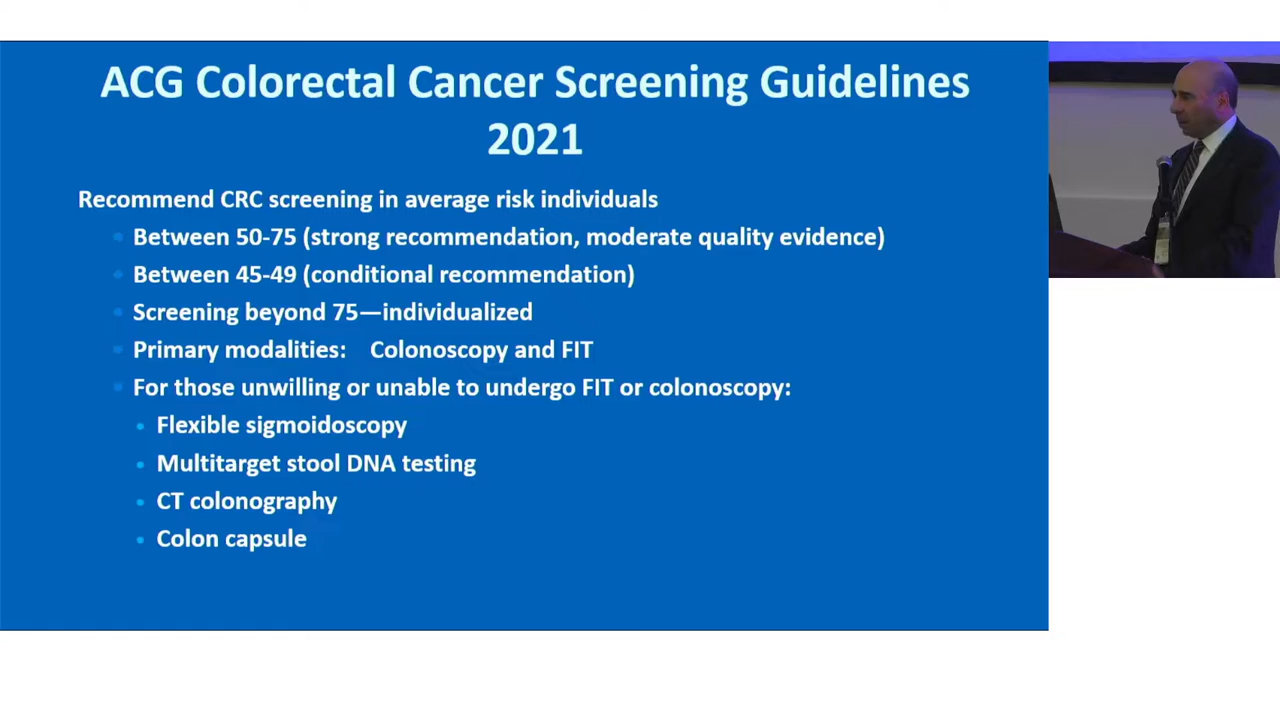 ACG Colorectal Cancer Screening Guidelines
2021
Recommend CRC screening in average risk individuals
Between 50-75 (strong recommendation, moderate quality evidence)
Between 45-49 (conditional recommendation)
Screening beyond 75—individualized
Primary modalities: Colonoscopy and FIT
For those unwilling or unable to undergo FIT or colonoscopy:
Flexible sigmoidoscopy
Multitarget stool DNA testing
CT colonography
Colon capsule